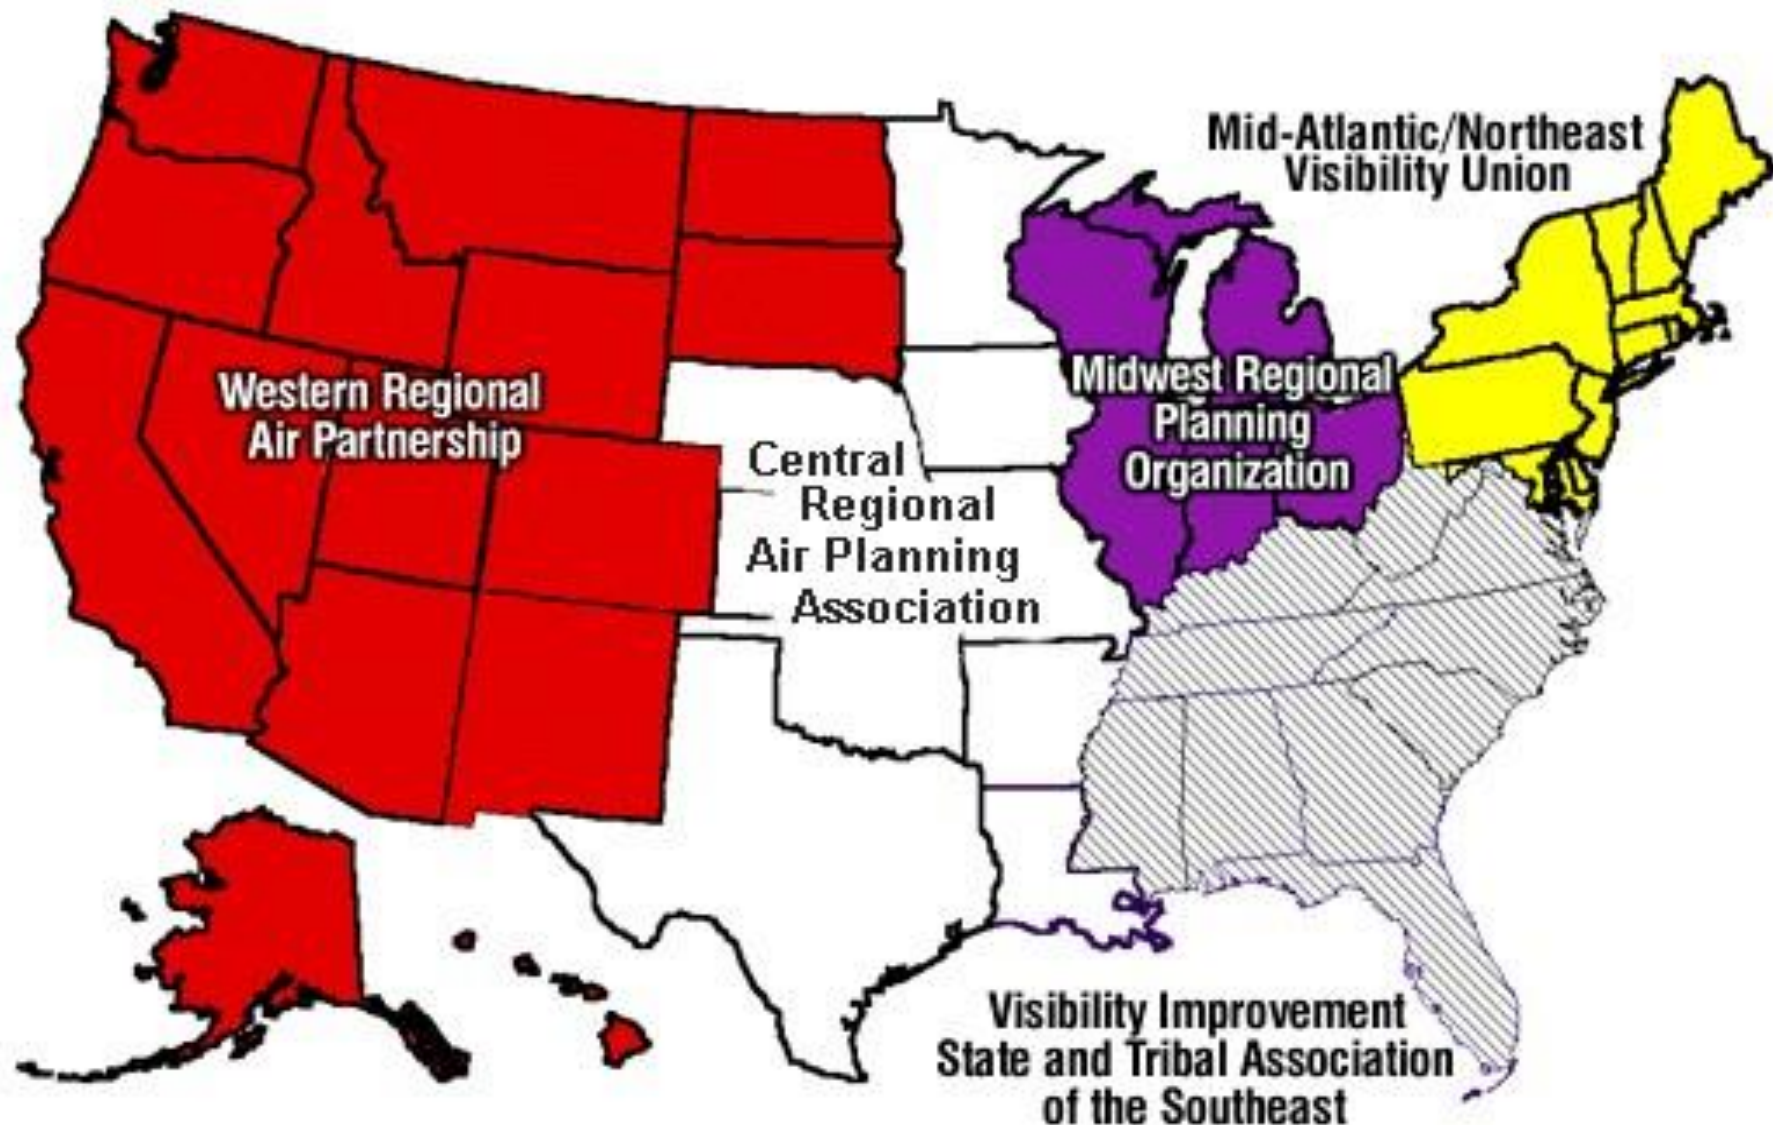 Mid-Atlantic/Northeast
Visibility Union
Western Regional
Air Partnership
Central
Regional
Air Planning
Association
Midwest Regional
Planning
Organization
Visibility Improvement
State and Tribal Association
of the Southeast